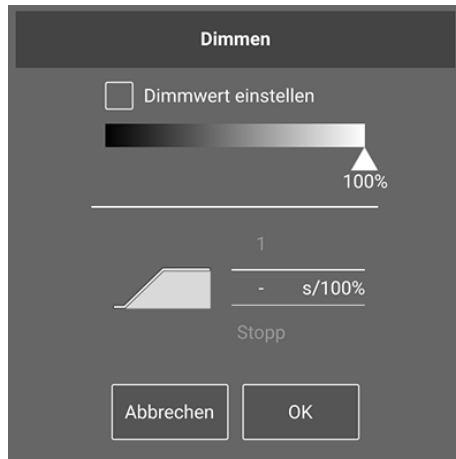 Dimmen
Dimmwert einstellen
100%
1
- s/100%
Stopp
Abbrechen OK